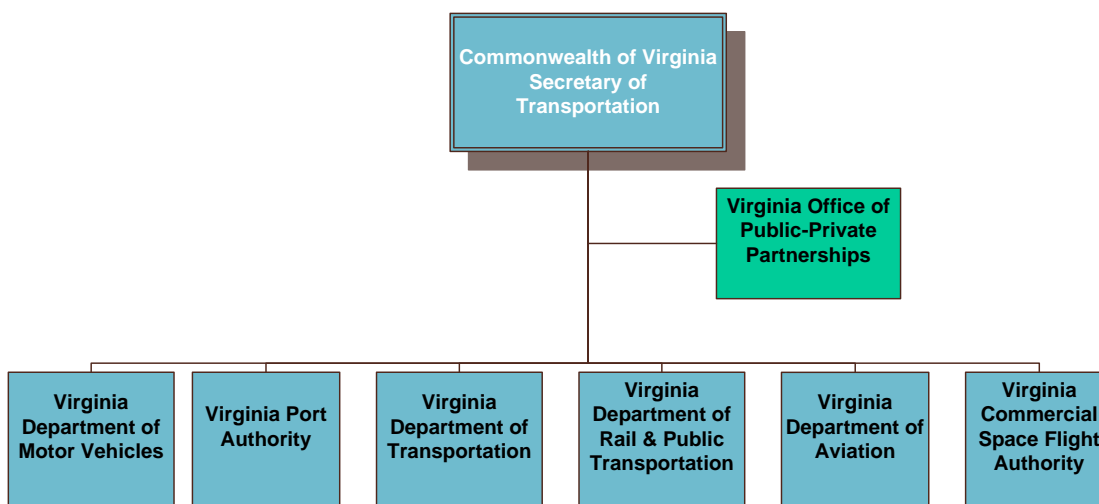 Commonwealth of Virginia
Secretary of
Transportation
Virginia Office of
Public-Private
Partnerships
Virginia
Department of
Motor Vehicles
Virginia Port
Authority
Virginia
Department of
Transportation
Virginia
Department of
Rail & Public
Transportation
Virginia
Department of
Aviation
Virginia
Commercial
Space Flight
Authority